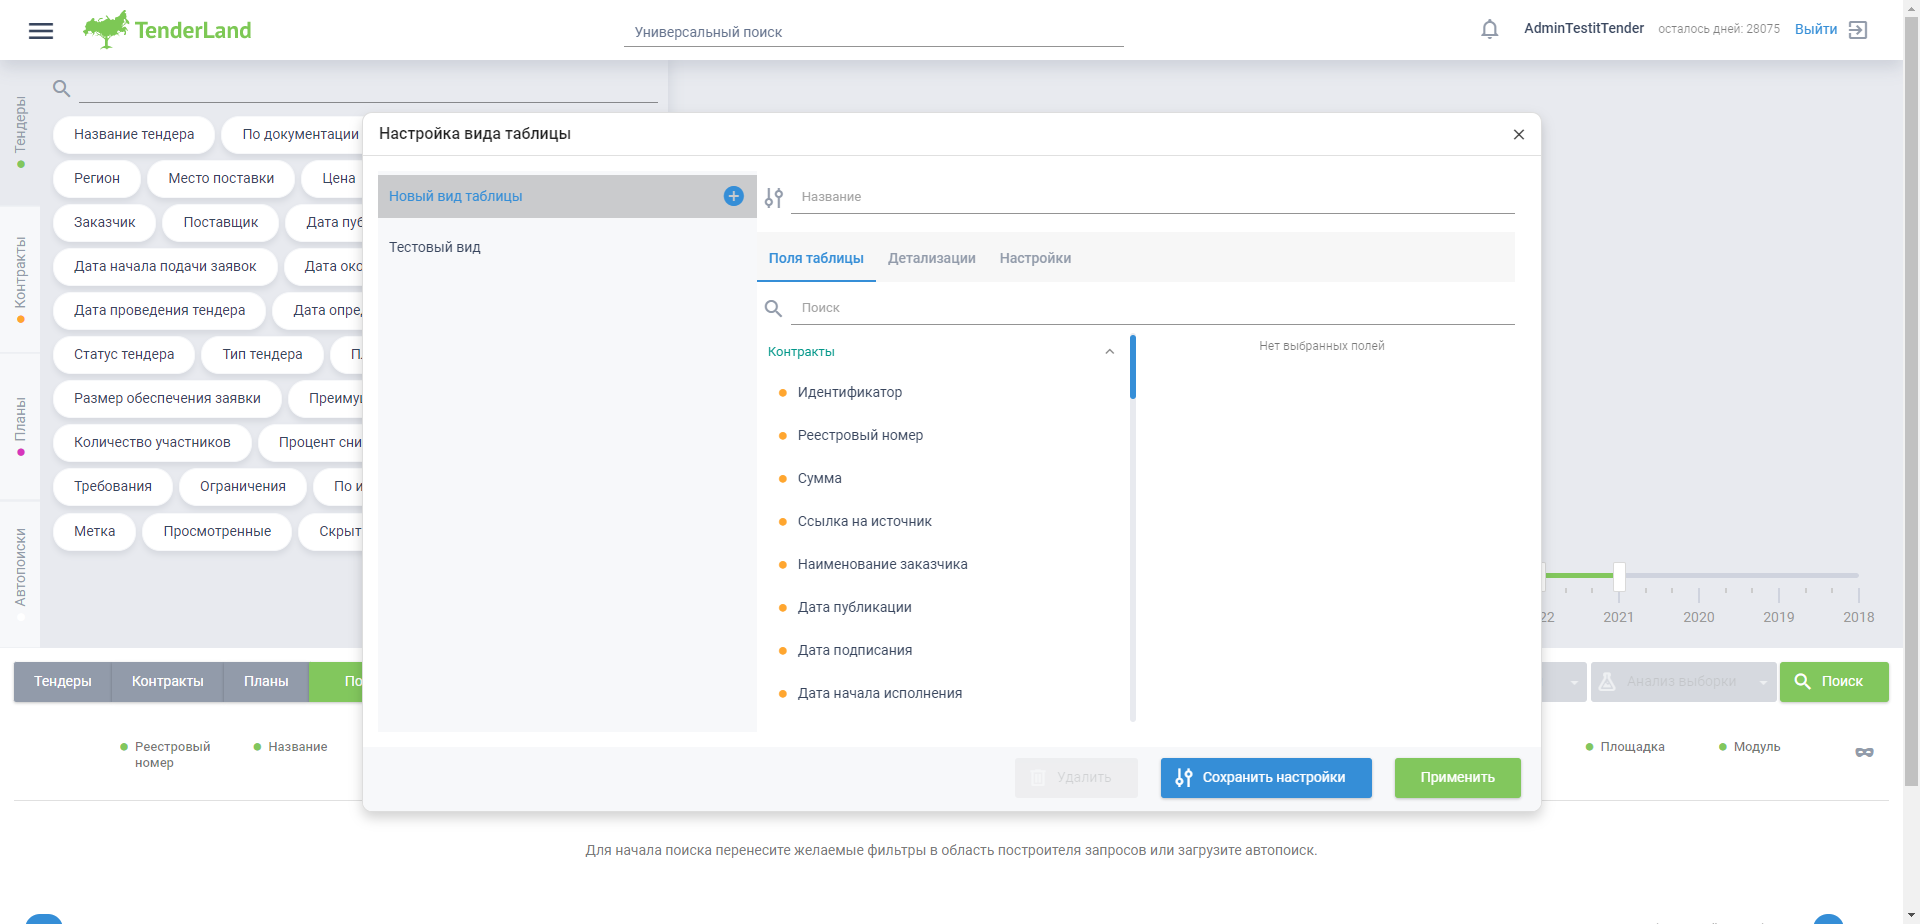 TenderLand
Универсальный поиск
AdminTestitTender
осталось дней: 28075
Выйти
Тендеры
Контракты
Планы
Автопоиски
Название тендера
По документации
Регион
Место поставки
Цена
Заказчик
Поставщик
Дата пуб
Дата начала подачи заявок
Дата око
Дата проведения тендера
Дата опре
Статус тендера
Тип тендера
Размер обеспечения заявки
Преиму
Количество участников
Процент сни
Требования
Ограничения
По и
Метка
Просмотренные
Скрыт
Настройка вида таблицы
Новый вид таблицы
Тестовый вид
Название
Поля таблицы
Детализации
Настройки
Поиск
Контракты
Идентификатор
Реестровый номер
Сумма
Ссылка на источник
Наименование заказчика
Дата публикации
Дата подписания
Дата начала исполнения
Нет выбранных полей
Удалить
Сохранить настройки
Применить
22
2021
2020
2019
2018
Тендеры
Контракты
Планы
По
Анализ выборки
Поиск
Реестровый
номер
Название
Площадка
Модуль
Для начала поиска перенесите желаемые фильтры в область построителя запросов или загрузите автопоиск.